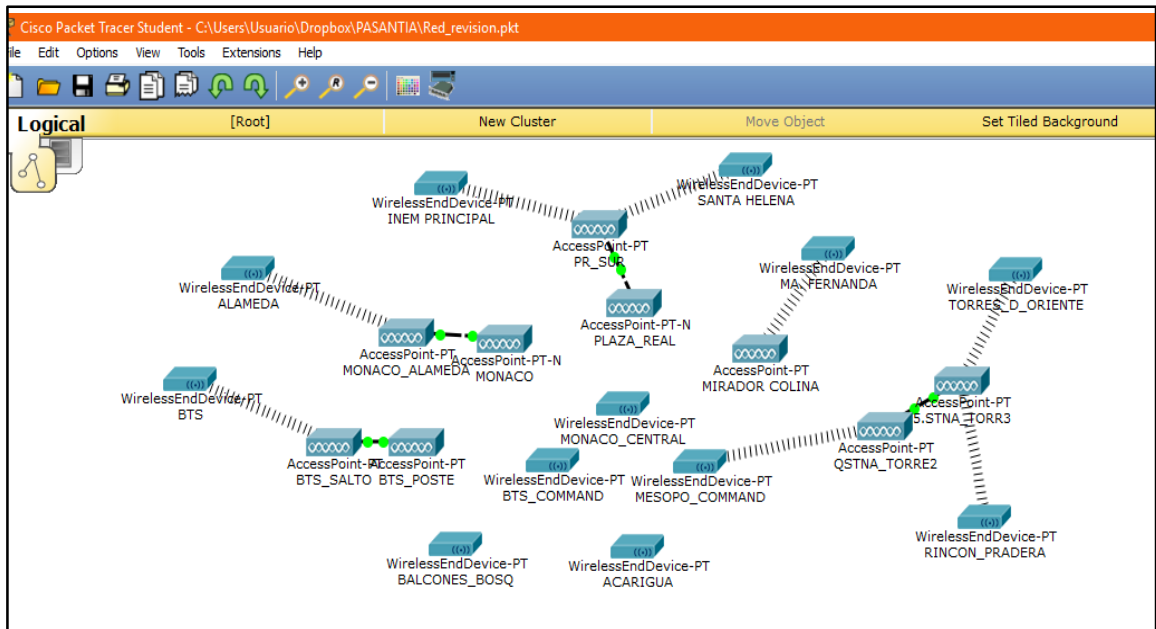 Cisco Packet Tracer Student - C:\Users\Usuario\Dropbox\PASANTIA\Red_revision.pkt
File Edit Options View Tools Extensions Help
Logical [Root] New Cluster Move Object Set Tiled Background
WirelessEndDevice-PT
INEM PRINCIPAL
WirelessEndDevice-PT
SANTA HELENA
AccessPoint-PT
PR_SUR
WirelessEndDevice-PT
MA_FERNANDA
WirelessEndDevice-PT
ALAMEDA
WirelessEndDevice-PT
TORRES_D_ORIENTE
AccessPoint-PT-N
PLAZA_REAL
AccessPoint-PT
MONACO_ALAMEDA
AccessPoint-PT-N
MONACO
AccessPoint-PT
MIRADOR COLINA
WirelessEndDevice-PT
BTS
AccessPoint-PT
5.STNA_TORR3
WirelessEndDevice-PT
MONACO_CENTRAL
AccessPoint-PT
QSTNA_TORRE2
AccessPoint-PT
BTS_SALTO
AccessPoint-PT
BTS_POSTE
WirelessEndDevice-PT
BTS_COMMAND
WirelessEndDevice-PT
MESOPO_COMMAND
WirelessEndDevice-PT
RINCON_PRADERA
WirelessEndDevice-PT
BALCONES_BOSQ
WirelessEndDevice-PT
ACARIGUA